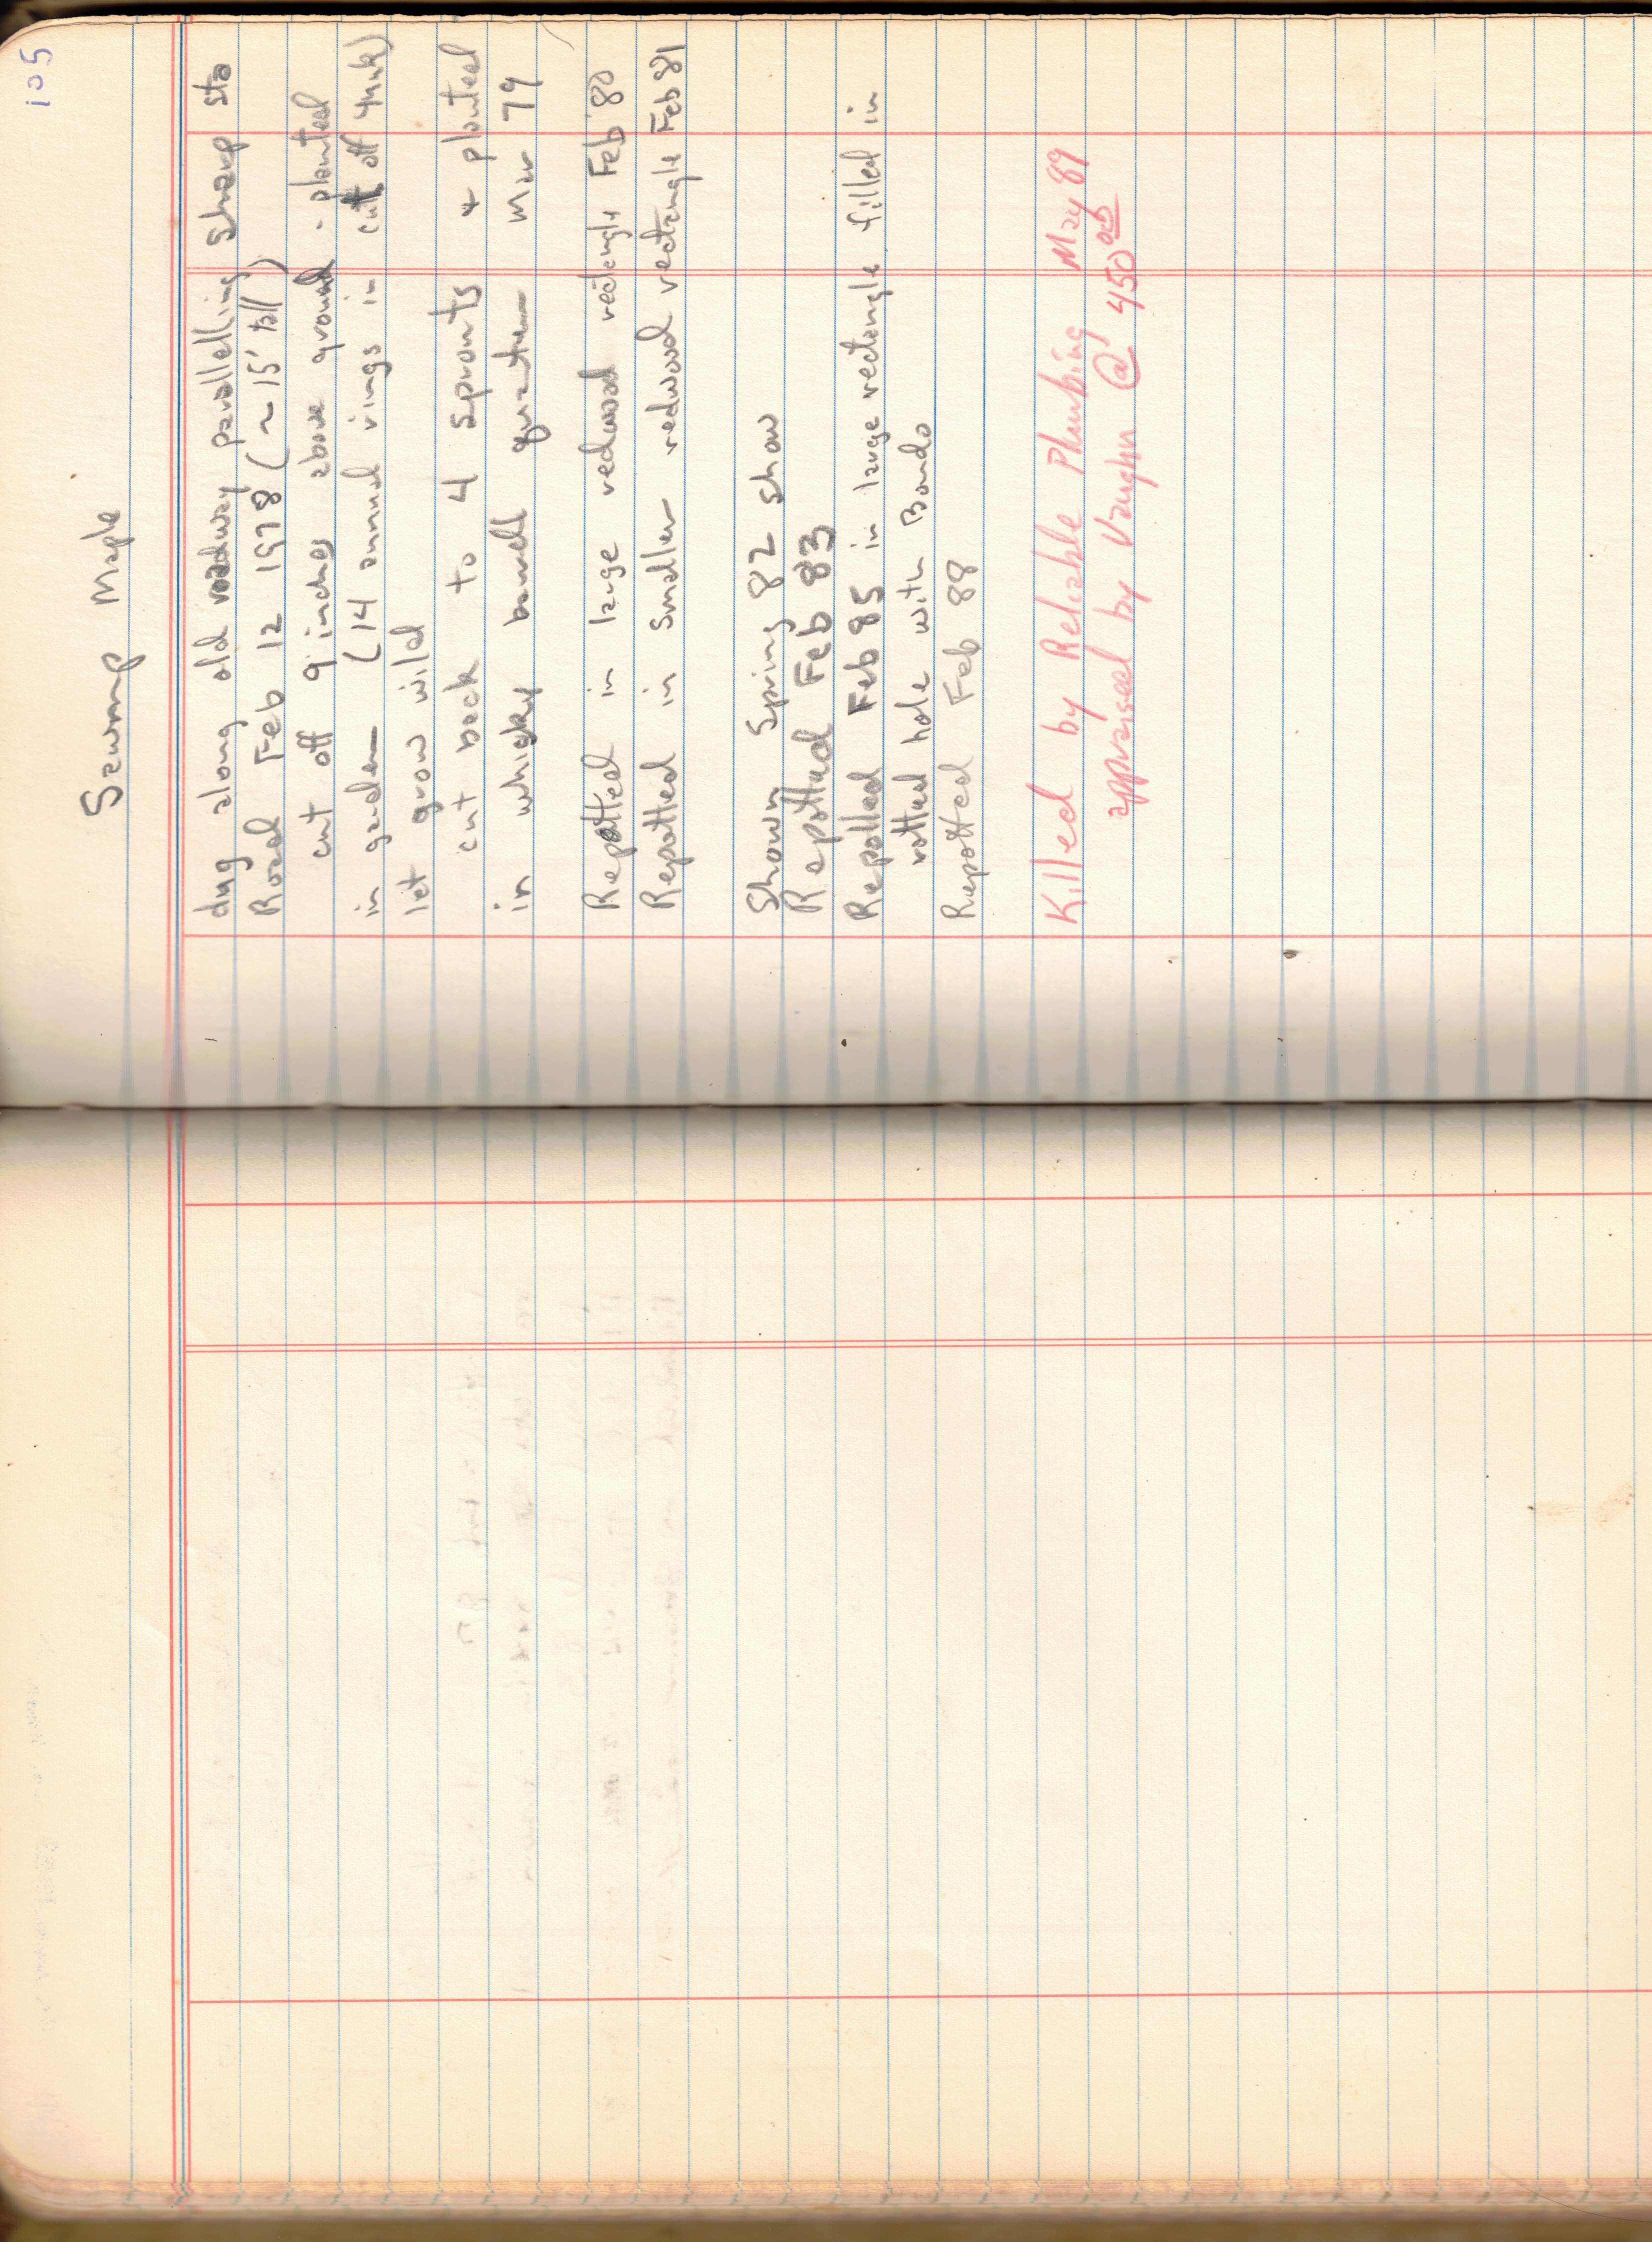 105
Swamp Maple
dug along old roadway parallelling Sharp sta
Road Feb 12 1978 (~15' tall)
cut off 9 inches above ground - planted
in garden (14 annual rings in cut off trunk)
let grow wild
cut back to 4 sprouts & planted
in whisky barrell quarter Mar 79
Repotted in large redwood rectangle Feb '80
Repotted in smaller redwood rectangle Feb 81
Shown Spring 82 show
Repotted Feb 83
Repotted Feb 85 in large rectangle filled in
rotted hole with Bondo
Repotted Feb 88
Killed by Reliable Plumbing May 89
appraised by Vaughn @ 450 00